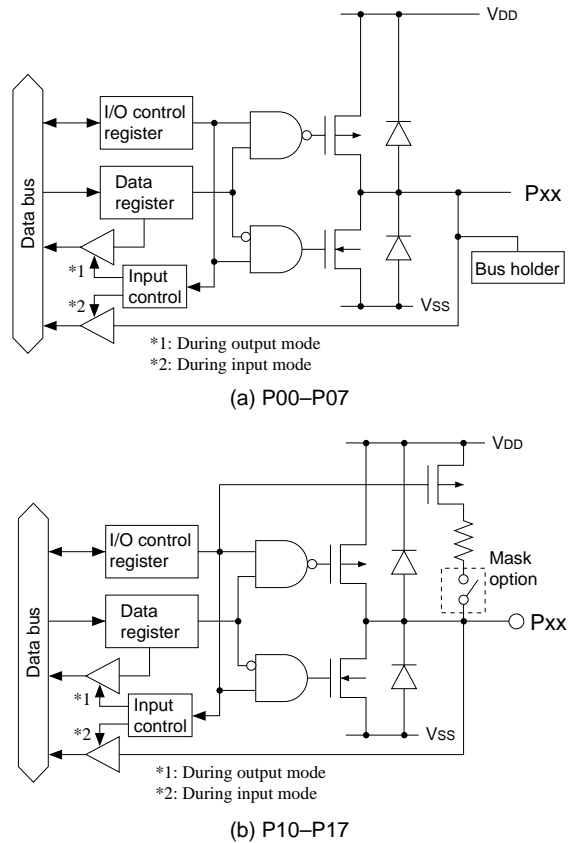 VDD
I/O control
register
Data bus
Data
register
Pxx
*1
Input
control
Bus holder
*2
VSS
*1: During output mode
*2: During input mode
(a) P00–P07
VDD
I/O control
register
Mask
option
Data bus
Data
register
Pxx
*1
Input
control
*2
VSS
*1: During output mode
*2: During input mode
(b) P10–P17